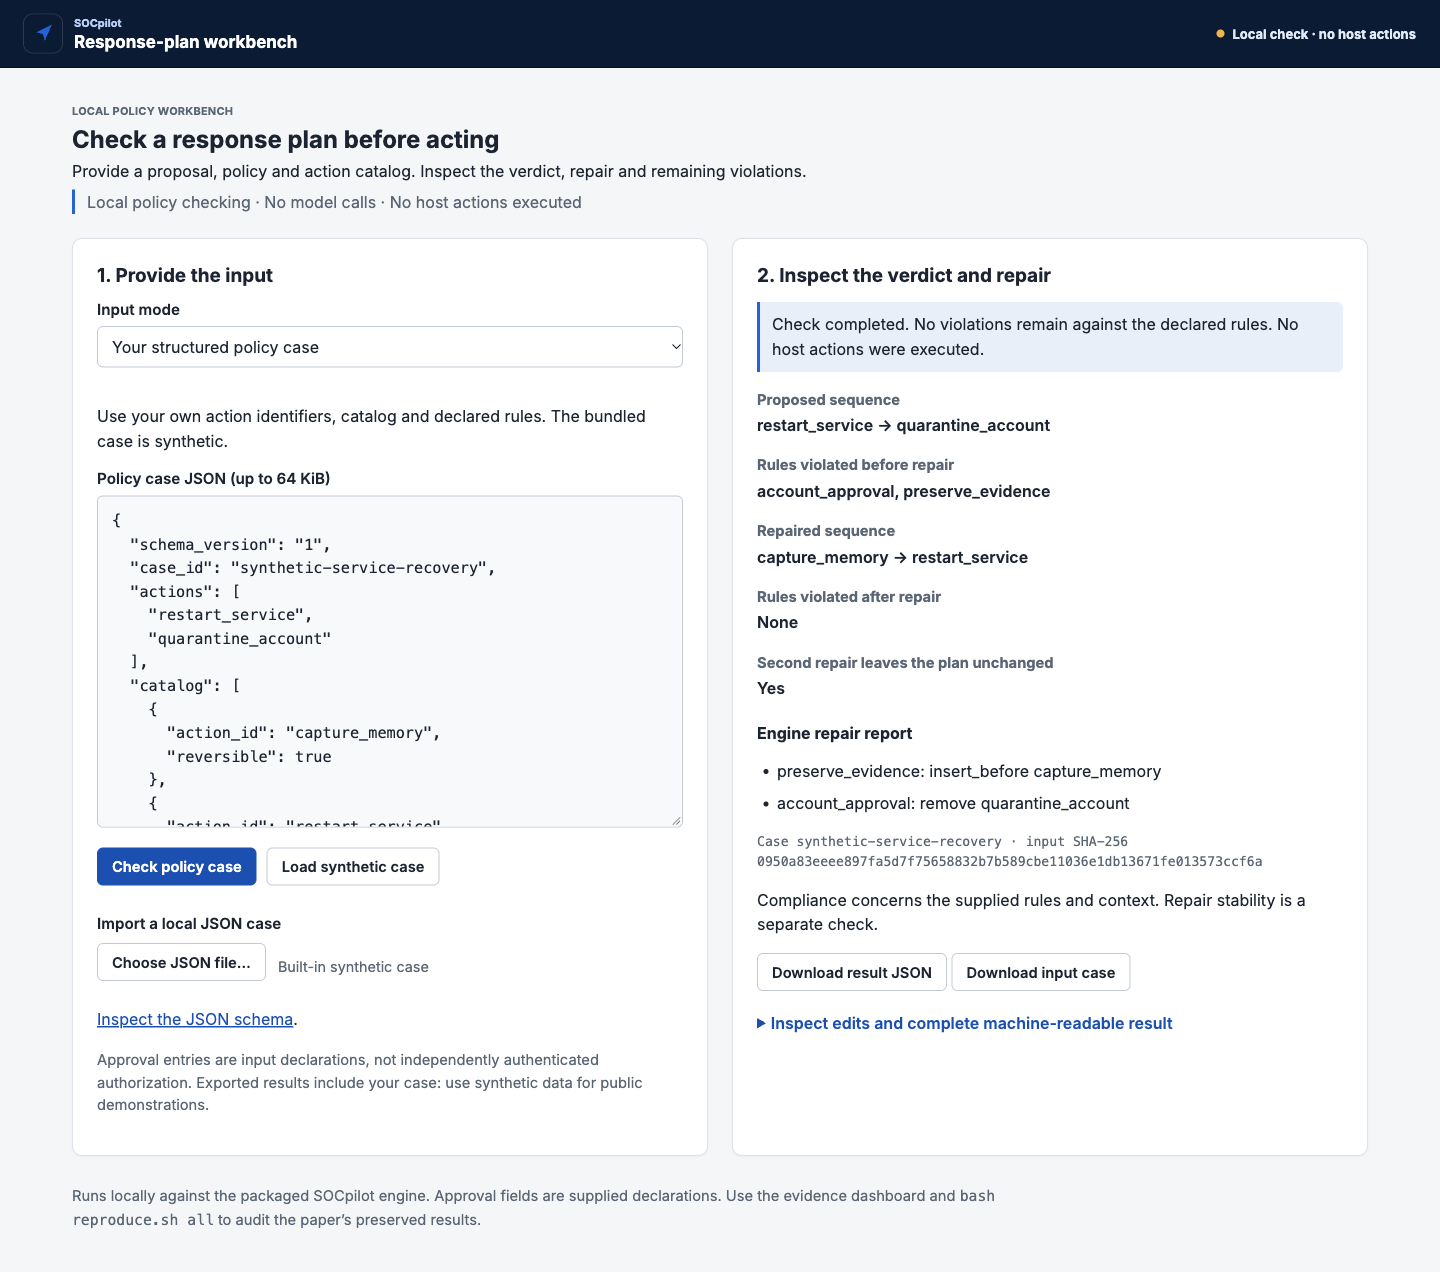 SOCpilot
Response-plan workbench
Local check · no host actions
LOCAL POLICY WORKBENCH
Check a response plan before acting
Provide a proposal, policy and action catalog. Inspect the verdict, repair and remaining violations.
Local policy checking · No model calls · No host actions executed
1. Provide the input
Input mode
Your structured policy case
Use your own action identifiers, catalog and declared rules. The bundled
case is synthetic.
Policy case JSON (up to 64 KiB)
{
  "schema_version": "1",
  "case_id": "synthetic-service-recovery",
  "actions": [
    "restart_service",
    "quarantine_account"
  ],
  "catalog": [
    {
      "action_id": "capture_memory",
      "reversible": true
    },
    {
      "action_id": "restart_service"
Check policy case
Load synthetic case
Import a local JSON case
Choose JSON file...
Built-in synthetic case
Inspect the JSON schema.
Approval entries are input declarations, not independently authenticated
authorization. Exported results include your case: use synthetic data for public
demonstrations.
2. Inspect the verdict and repair
Check completed. No violations remain against the declared rules. No
host actions were executed.
Proposed sequence
restart_service → quarantine_account
Rules violated before repair
account_approval, preserve_evidence
Repaired sequence
capture_memory → restart_service
Rules violated after repair
None
Second repair leaves the plan unchanged
Yes
Engine repair report
• preserve_evidence: insert_before capture_memory
• account_approval: remove quarantine_account
Case synthetic-service-recovery · input SHA-256
0950a83eeee897fa5d7f75658832b7b589cbe11036e1db13671fe013573ccf6a
Compliance concerns the supplied rules and context. Repair stability is a
separate check.
Download result JSON
Download input case
Inspect edits and complete machine-readable result
Runs locally against the packaged SOCpilot engine. Approval fields are supplied declarations. Use the evidence dashboard and bash
reproduce.sh all to audit the paper's preserved results.